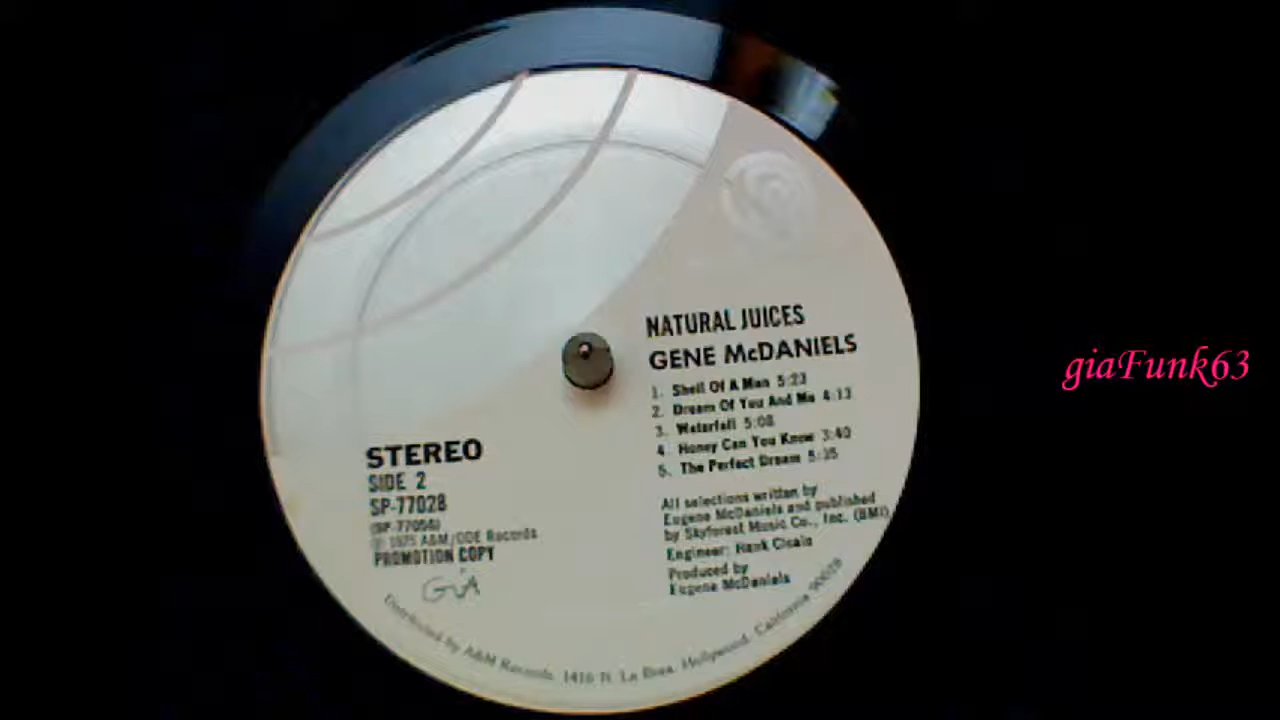 NATURAL JUICES
GENE McDANIELS
1. Shell Of A Man 5:23
2. Dream Of You And Me 4:13
3. Waterfall 5:08
4. Honey Can You Know 3:40
5. The Perfect Dream 5:35
All selections written by
Eugene McDaniels and published
by Skyforest Music Co., Inc. (BMI)
Engineer: Hank Cicalo
Produced by
Eugene McDaniels
STEREO
SIDE 2
SP-77028
(SP-77056)
℗ 1975 A&M/ODE Records
PROMOTION COPY
GiA
Distributed by A&M Records, 1416 N. La Brea, Hollywood, California 90028
giaFunk63